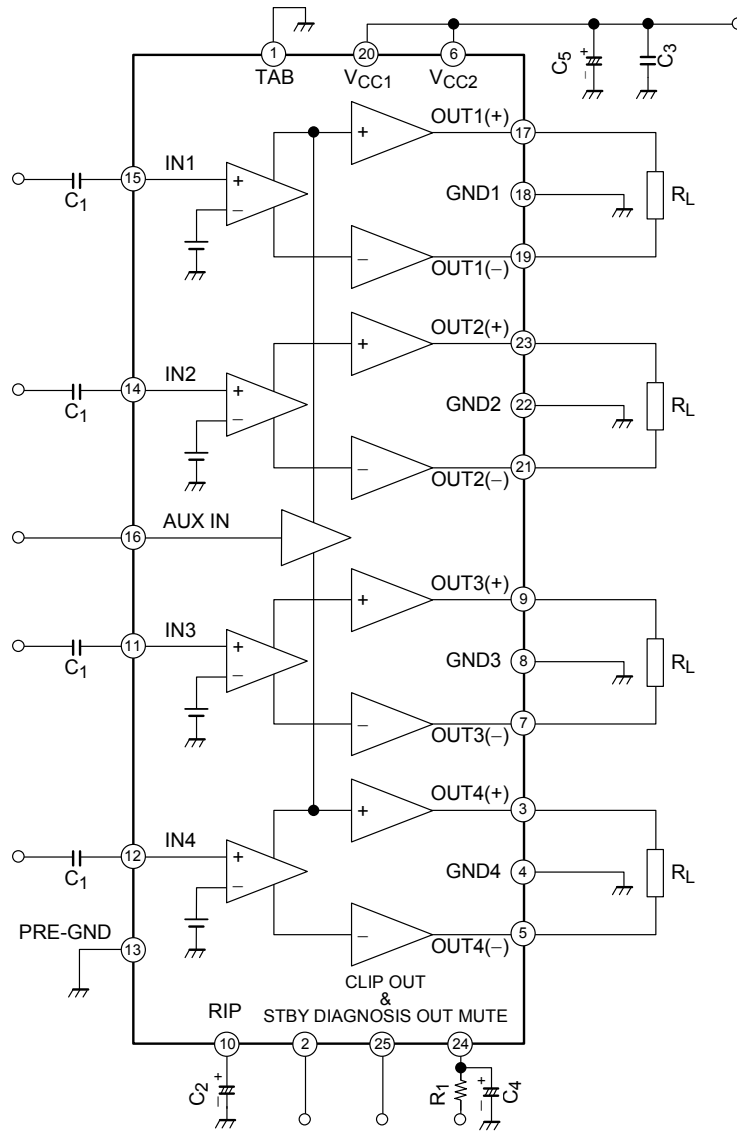 1
TAB
20
VCC1
6
VCC2
C5 + −
C3
OUT1(+)
17
C1
15
IN1
+
−
+
GND1
18
RL
−
OUT1(−)
19
OUT2(+)
23
C1
14
IN2
+
−
+
GND2
22
RL
−
OUT2(−)
21
16
AUX IN
OUT3(+)
9
C1
11
IN3
+
−
+
GND3
8
RL
−
OUT3(−)
7
OUT4(+)
3
C1
12
IN4
+
−
+
GND4
4
RL
−
OUT4(−)
5
PRE-GND
13
CLIP OUT
&
RIP
STBY DIAGNOSIS OUT MUTE
10
2
25
24
C2 + −
R1
C4 + −